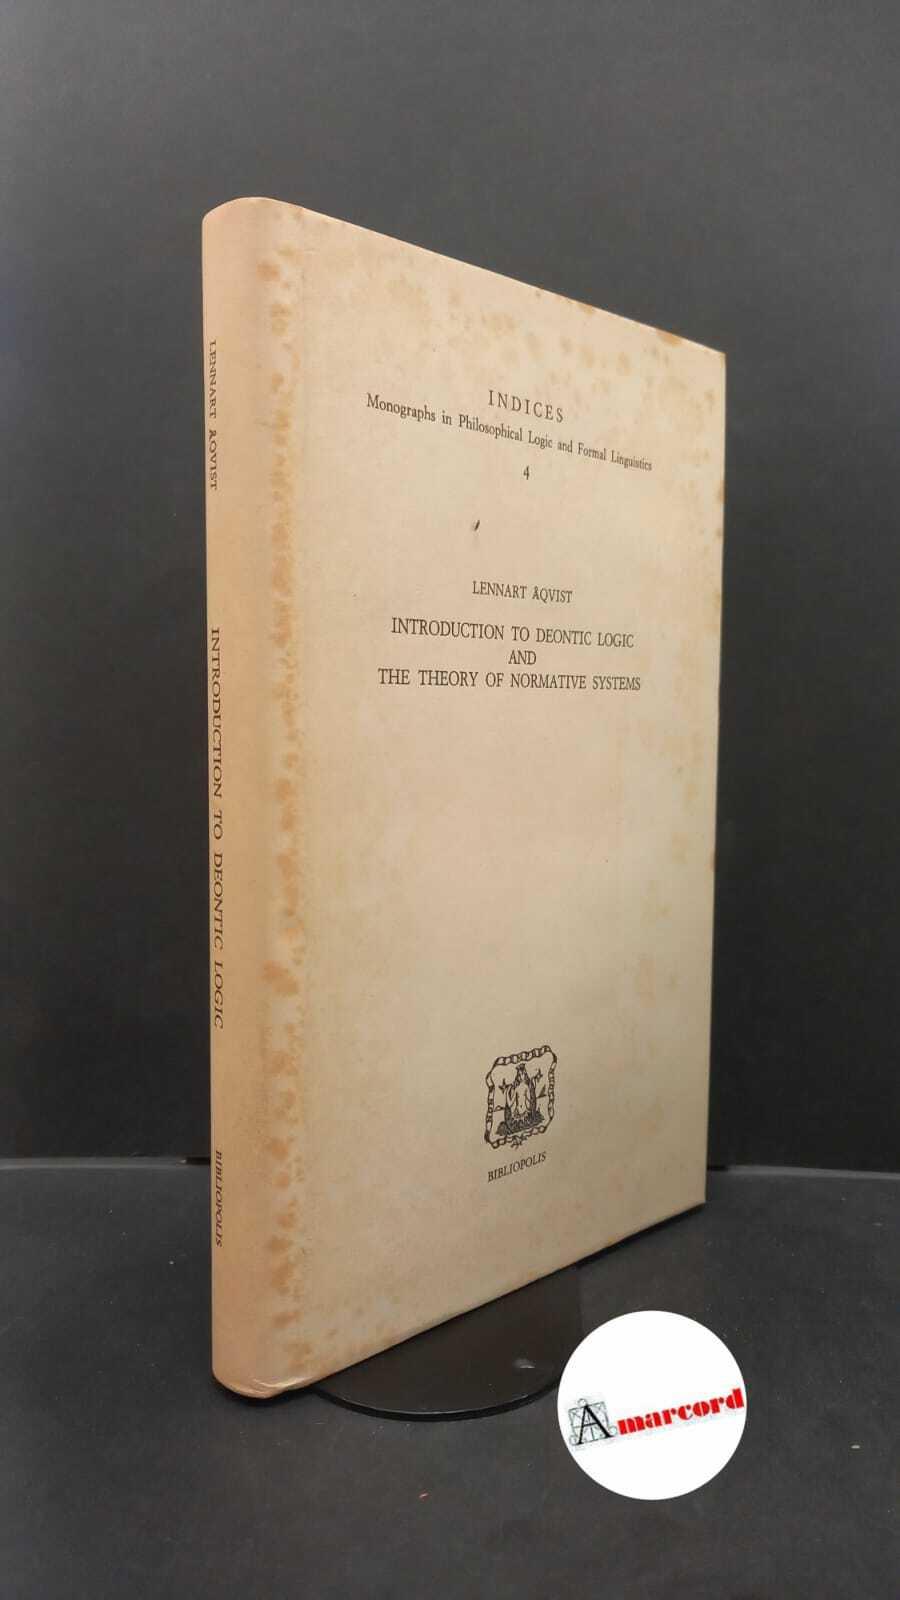 INDICES
Monographs in Philosophical Logic and Formal Linguistics
4
LENNART ÅQVIST
INTRODUCTION TO DEONTIC LOGIC
AND
THE THEORY OF NORMATIVE SYSTEMS
BIBLIOPOLIS
LENNART ÅQVIST
INTRODUCTION TO DEONTIC LOGIC
BIBLIOPOLIS
Amarcord